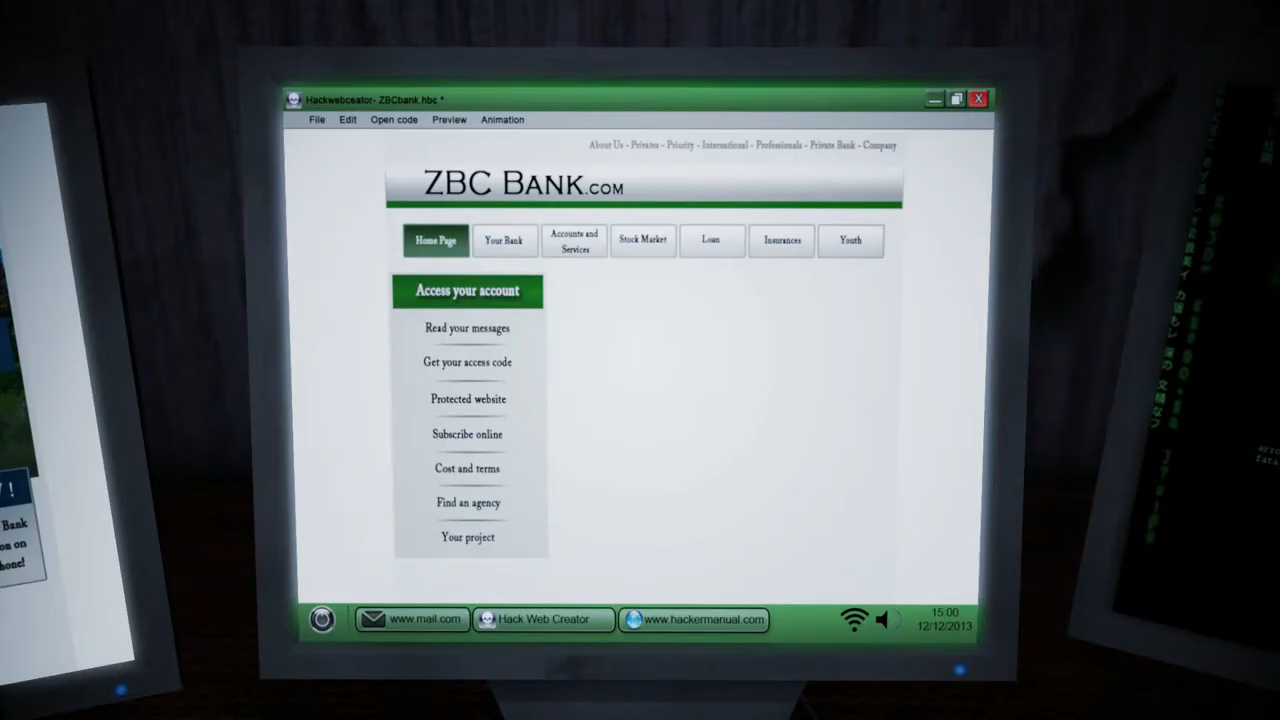 Hackwebceator- ZBCbank.hbc *
File Edit Open code Preview Animation
About Us - Privates - Priority - International - Professionals - Private Bank - Company
ZBC BANK.COM
Home Page
Your Bank
Accounts and
Services
Stock Market
Loan
Insurances
Youth
Access your account
Read your messages
Get your access code
Protected website
Subscribe online
Cost and terms
Find an agency
Your project
Bank
on on
hone!
www.mail.com
Hack Web Creator
www.hackermanual.com
15:00
12/12/2013